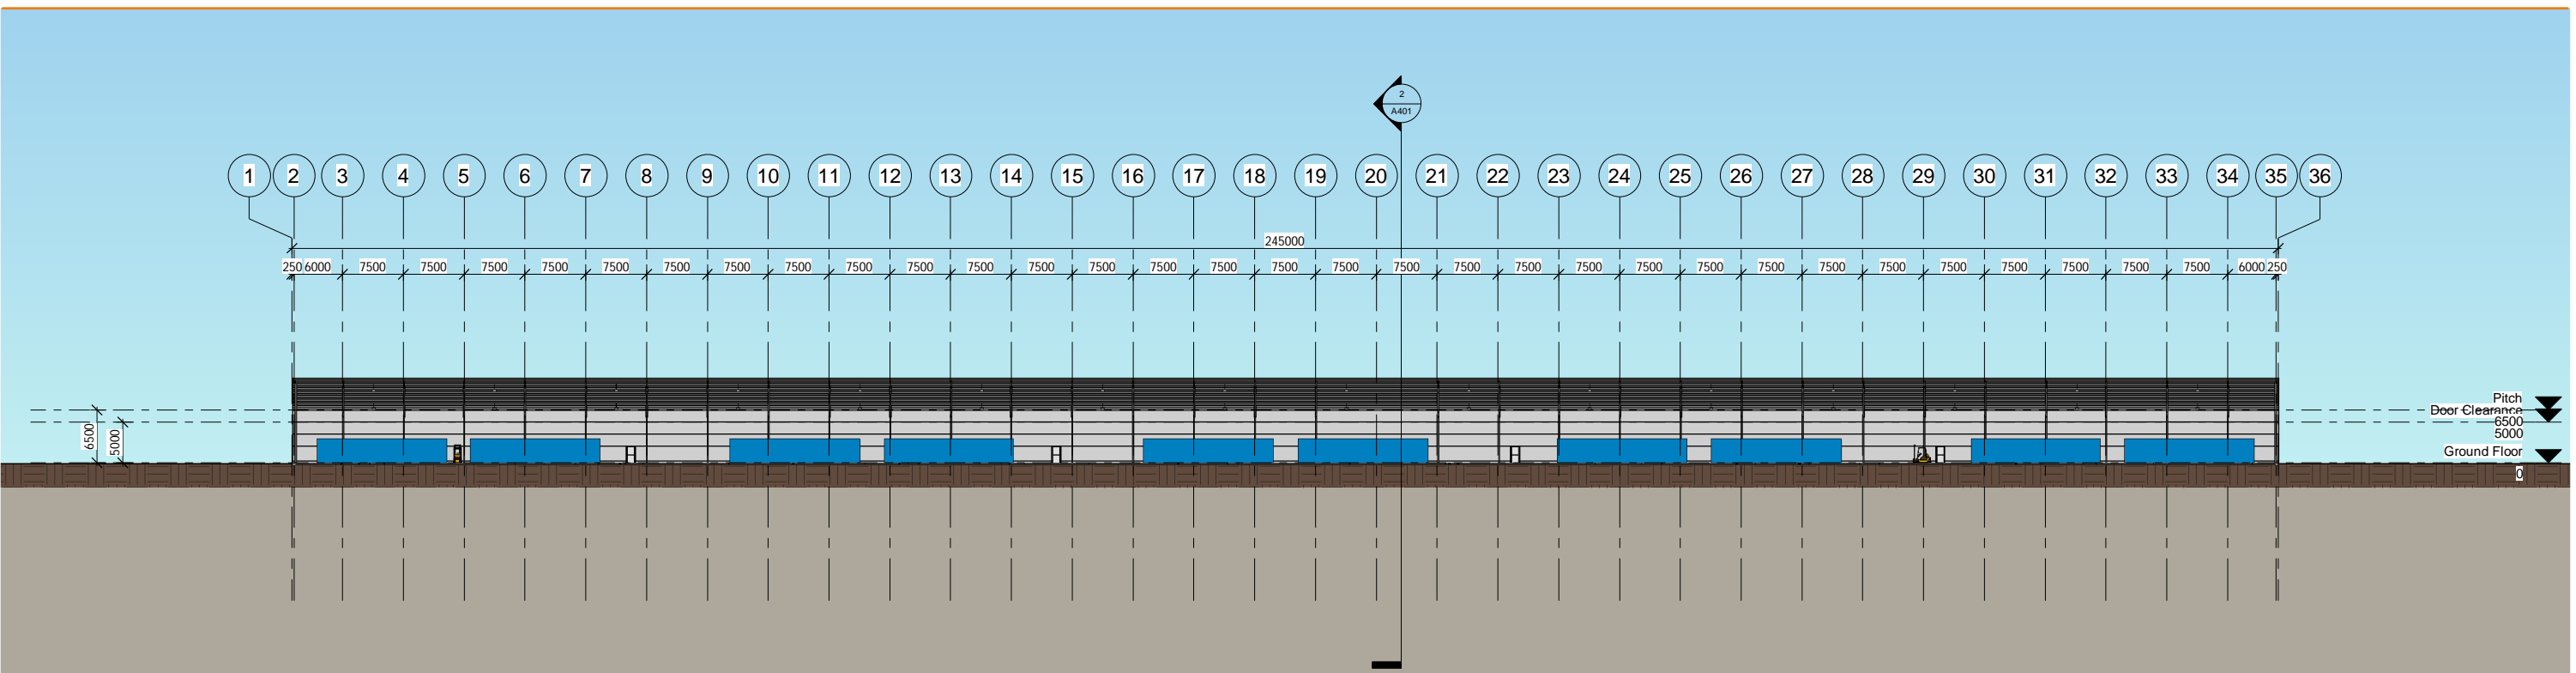 2
A401
1 2 3 4 5 6 7 8 9 10 11 12 13 14 15 16 17 18 19 20 21 22 23 24 25 26 27 28 29 30 31 32 33 34 35 36
245000
250 6000 7500 7500 7500 7500 7500 7500 7500 7500 7500 7500 7500 7500 7500 7500 7500 7500 7500 7500 7500 7500 7500 7500 7500 7500 7500 7500 7500 7500 7500 7500 7500 6000 250
6500
5000
Pitch
Door Clearance
6500
5000
Ground Floor
0